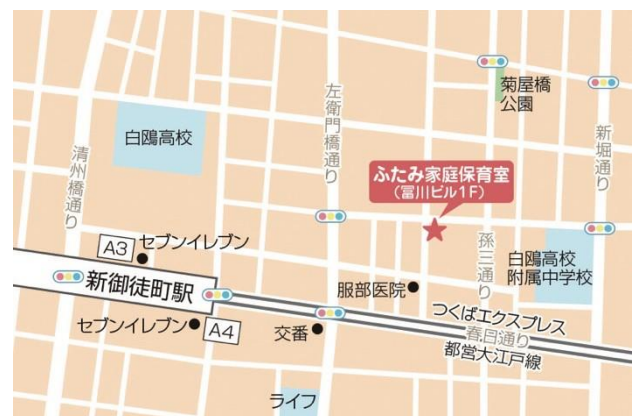 菊屋橋
公園
左衛門橋通り
新堀通り
白鴎高校
清州橋通り
ふたみ家庭保育室
(冨川ビル1F)
孫三通り
A3
セブンイレブン
白鴎高校
附属中学校
新御徒町駅
服部医院
つくばエクスプレス
春日通り
都営大江戸線
セブンイレブン
A4
交番
ライフ